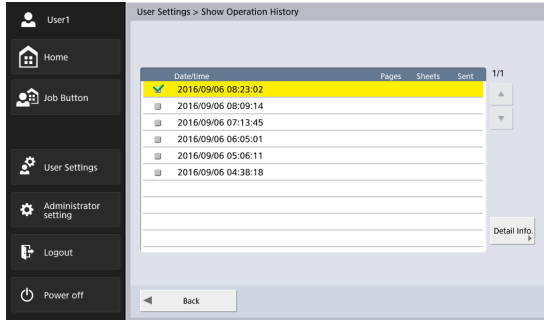 User1
Home
Job Button
User Settings
Administrator
setting
Logout
Power off
User Settings > Show Operation History
Date/time Pages Sheets Sent 1/1
2016/09/06 08:23:02
2016/09/06 08:09:14
2016/09/06 07:13:45
2016/09/06 06:05:01
2016/09/06 05:06:11
2016/09/06 04:38:18
Detail Info.
Back